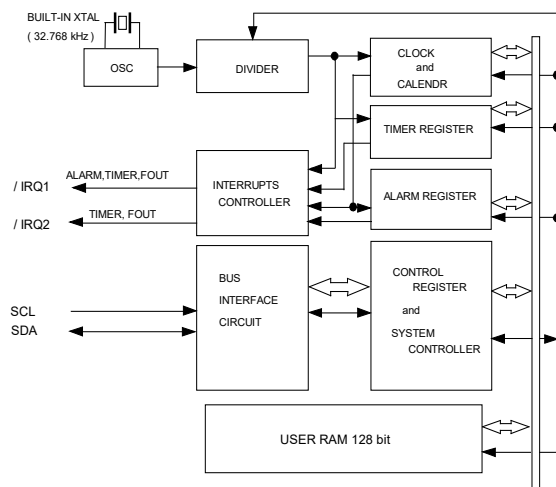 BUILT-IN XTAL
( 32.768 kHz)
OSC
DIVIDER
CLOCK
and
CALENDR
TIMER REGISTER
/ IRQ1
ALARM,TIMER,FOUT
/ IRQ2
TIMER, FOUT
INTERRUPTS
CONTROLLER
ALARM REGISTER
SCL
SDA
BUS
INTERFACE
CIRCUIT
CONTROL
REGISTER
and
SYSTEM
CONTROLLER
USER RAM 128 bit